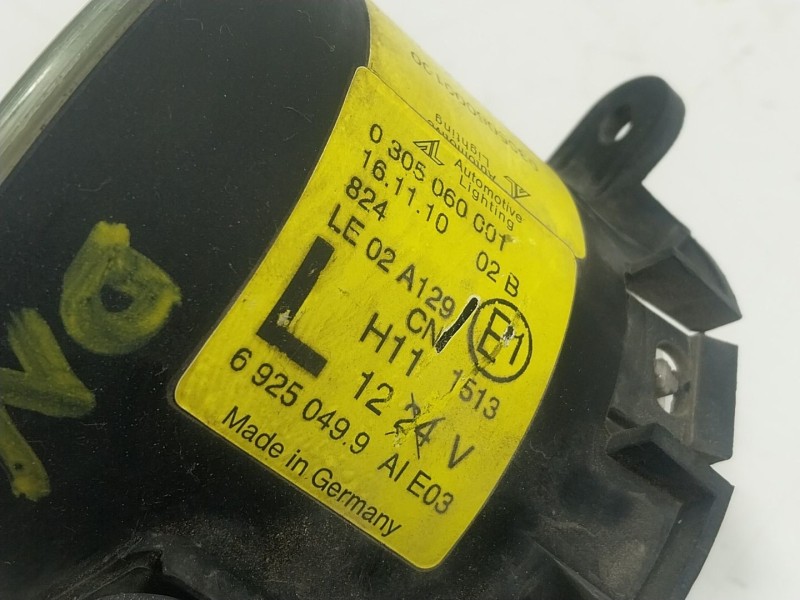 Automotive
Lighting
0 305 060 001
16.11.10 02 B
824
LE 02 A129 E1
CN
L H11 1513
12 24 V
6 925 049.9 AI E03
Made in Germany
NO